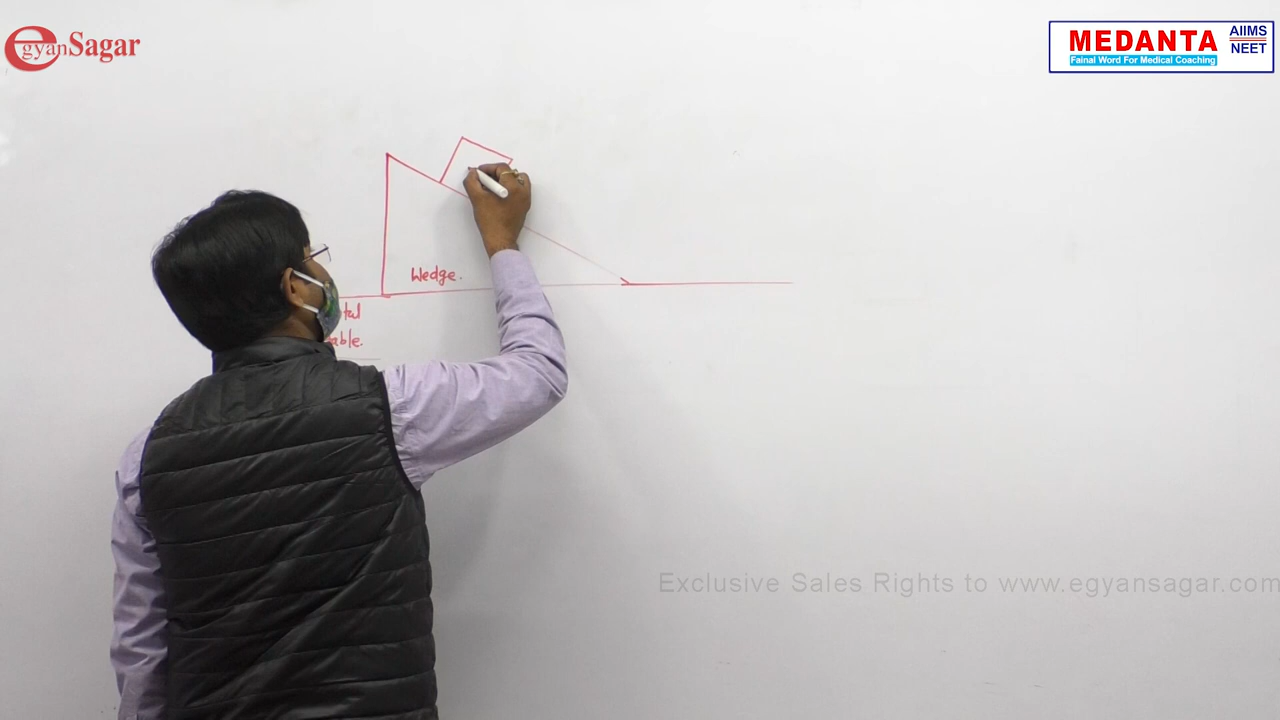 egyanSagar
MEDANTA
Fainal Word For Medical Coaching
AIIMS
NEET
Wedge.
Exclusive Sales Rights to www.egyansagar.com